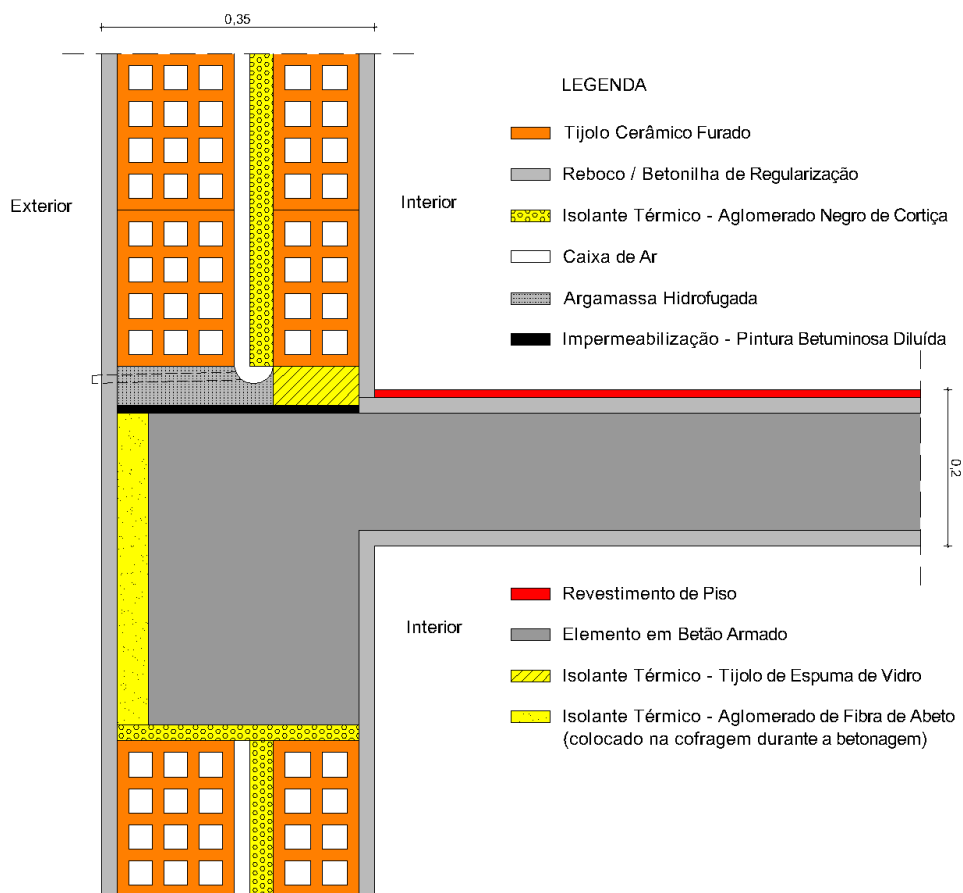 0,35
LEGENDA
Tijolo Cerâmico Furado
Reboco / Betonilha de Regularização
Exterior
Interior
Isolante Térmico - Aglomerado Negro de Cortiça
Caixa de Ar
Argamassa Hidrofugada
Impermeabilização - Pintura Betuminosa Diluída
0,2
Revestimento de Piso
Interior
Elemento em Betão Armado
Isolante Térmico - Tijolo de Espuma de Vidro
Isolante Térmico - Aglomerado de Fibra de Abeto
(colocado na cofragem durante a betonagem)